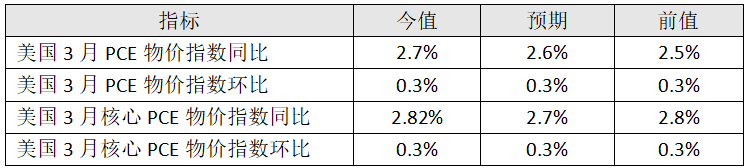 指标 今值 预期 前值
美国 3 月 PCE 物价指数同比 2.7% 2.6% 2.5%
美国 3 月 PCE 物价指数环比 0.3% 0.3% 0.3%
美国 3 月核心 PCE 物价指数同比 2.82% 2.7% 2.8%
美国 3 月核心 PCE 物价指数环比 0.3% 0.3% 0.3%